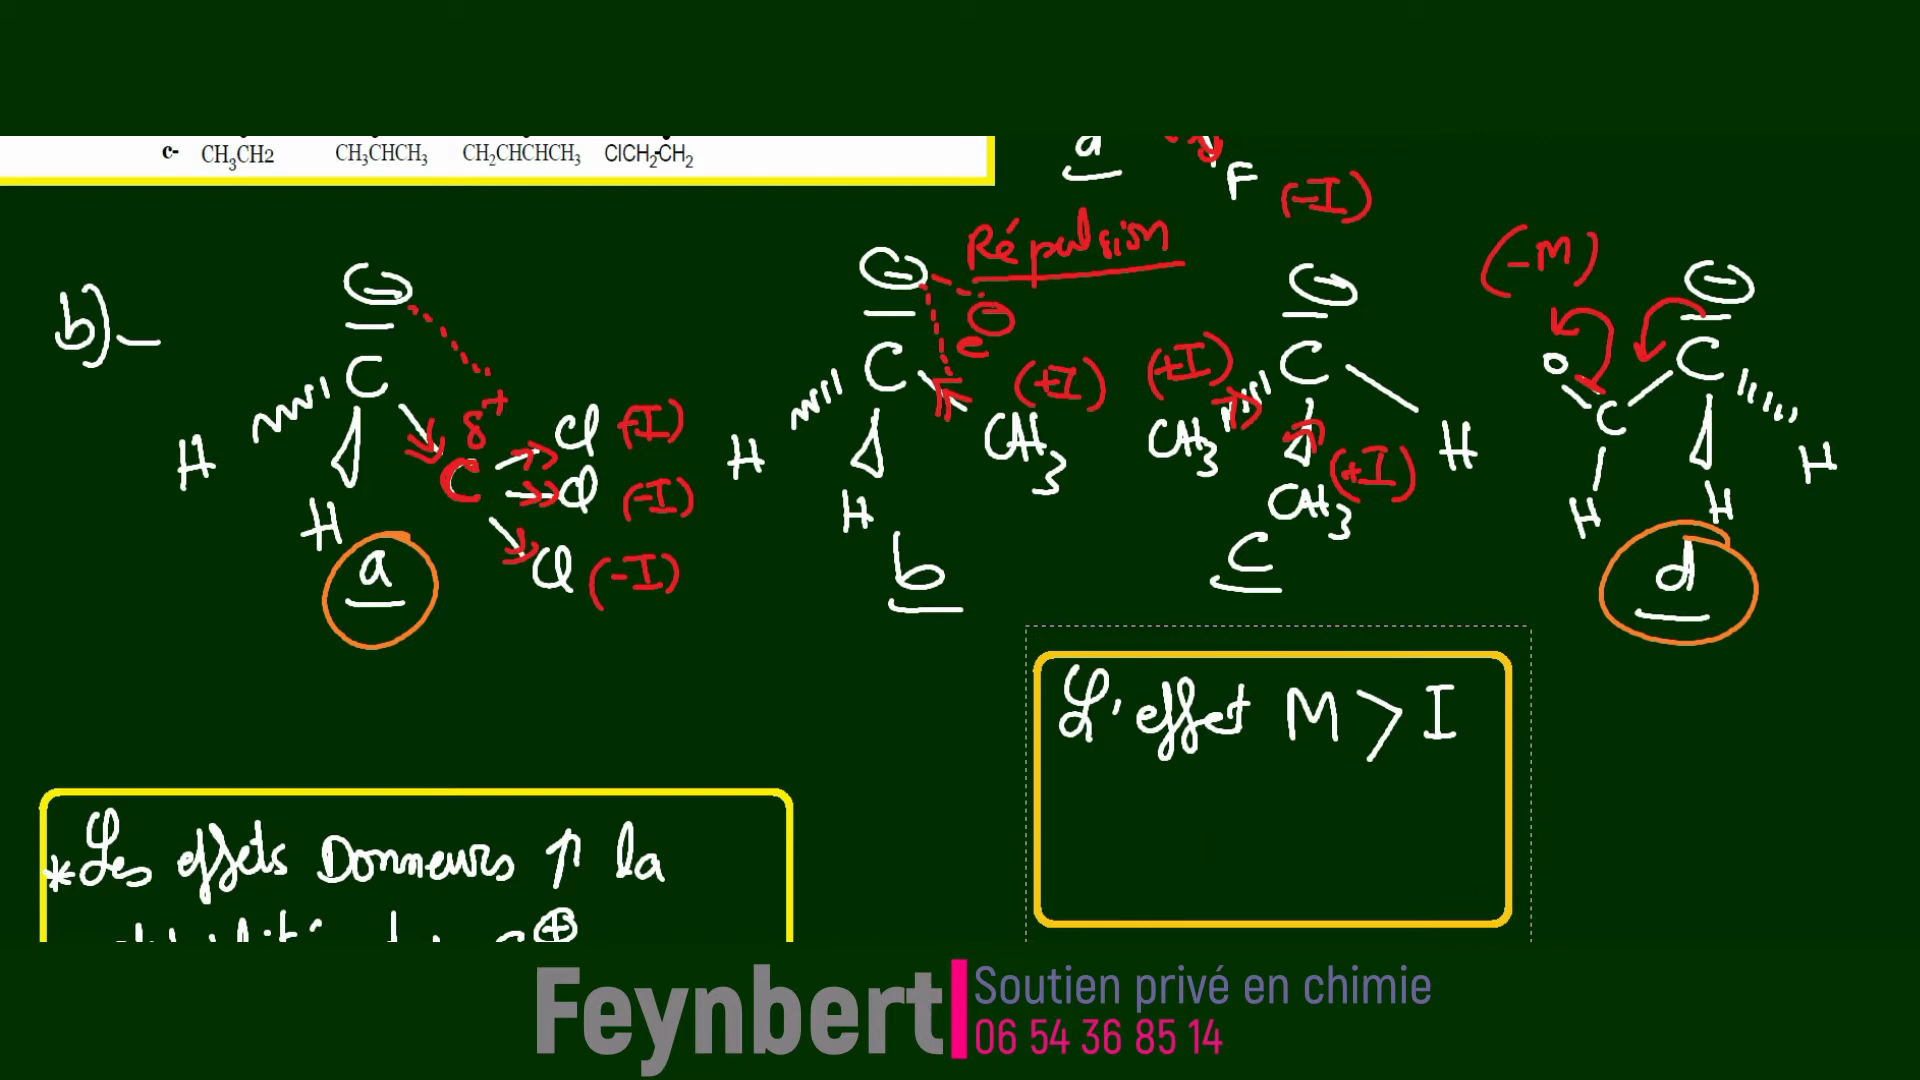 c- CH3CH2 CH3CHCH3 CH2CHCHCH3 ClCH2CH2
a
F (-I)
b)-
Répulsion
(-M)
⊖ ⊖ ⊖ ⊖
e⊖
C C (+I) (+I) C O C
δ+ Cl (-I) C
H C Cl (-I) H CH3 CH3 (+I) H H
H H CH3 H H
Cl (-I)
a b c d
L'effet M > I
*Les effets Donneurs ↑ la
Feynbert
Soutien privé en chimie
06 54 36 85 14